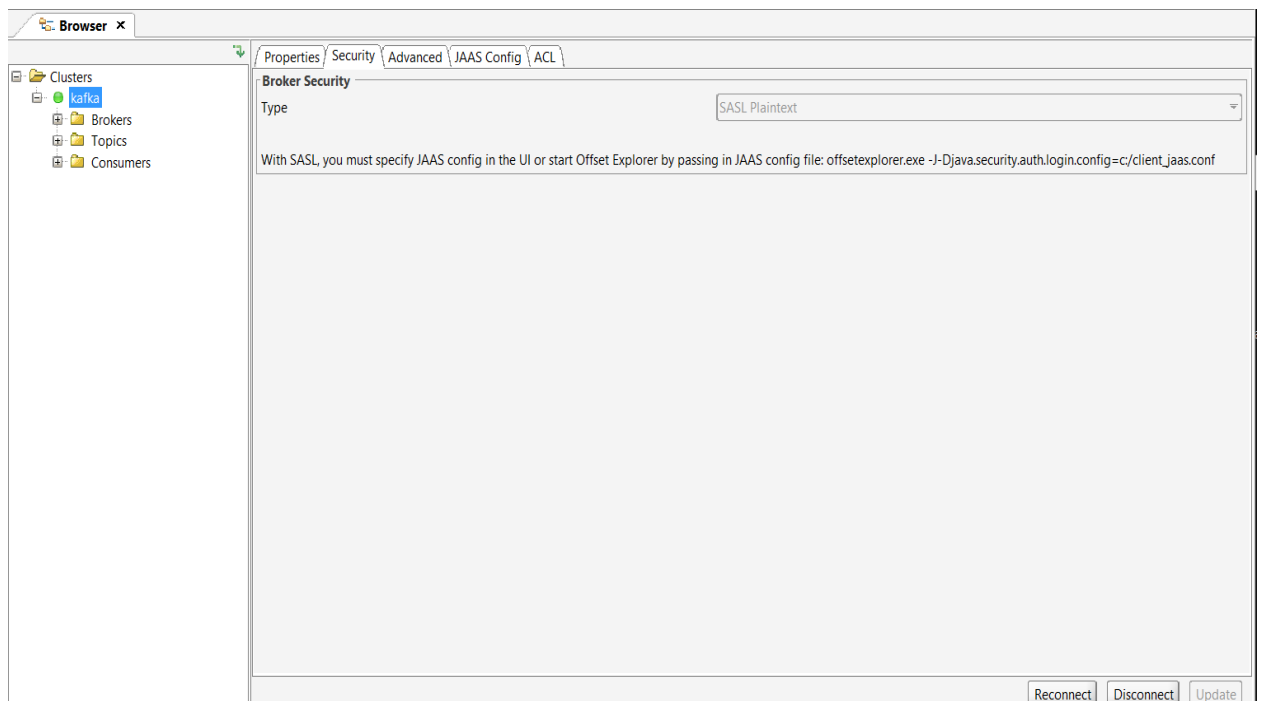 Browser ×
Clusters
kafka
Brokers
Topics
Consumers
Properties Security Advanced JAAS Config ACL
Broker Security
Type SASL Plaintext
With SASL, you must specify JAAS config in the UI or start Offset Explorer by passing in JAAS config file: offsetexplorer.exe -J-Djava.security.auth.login.config=c:/client_jaas.conf
Reconnect Disconnect Update